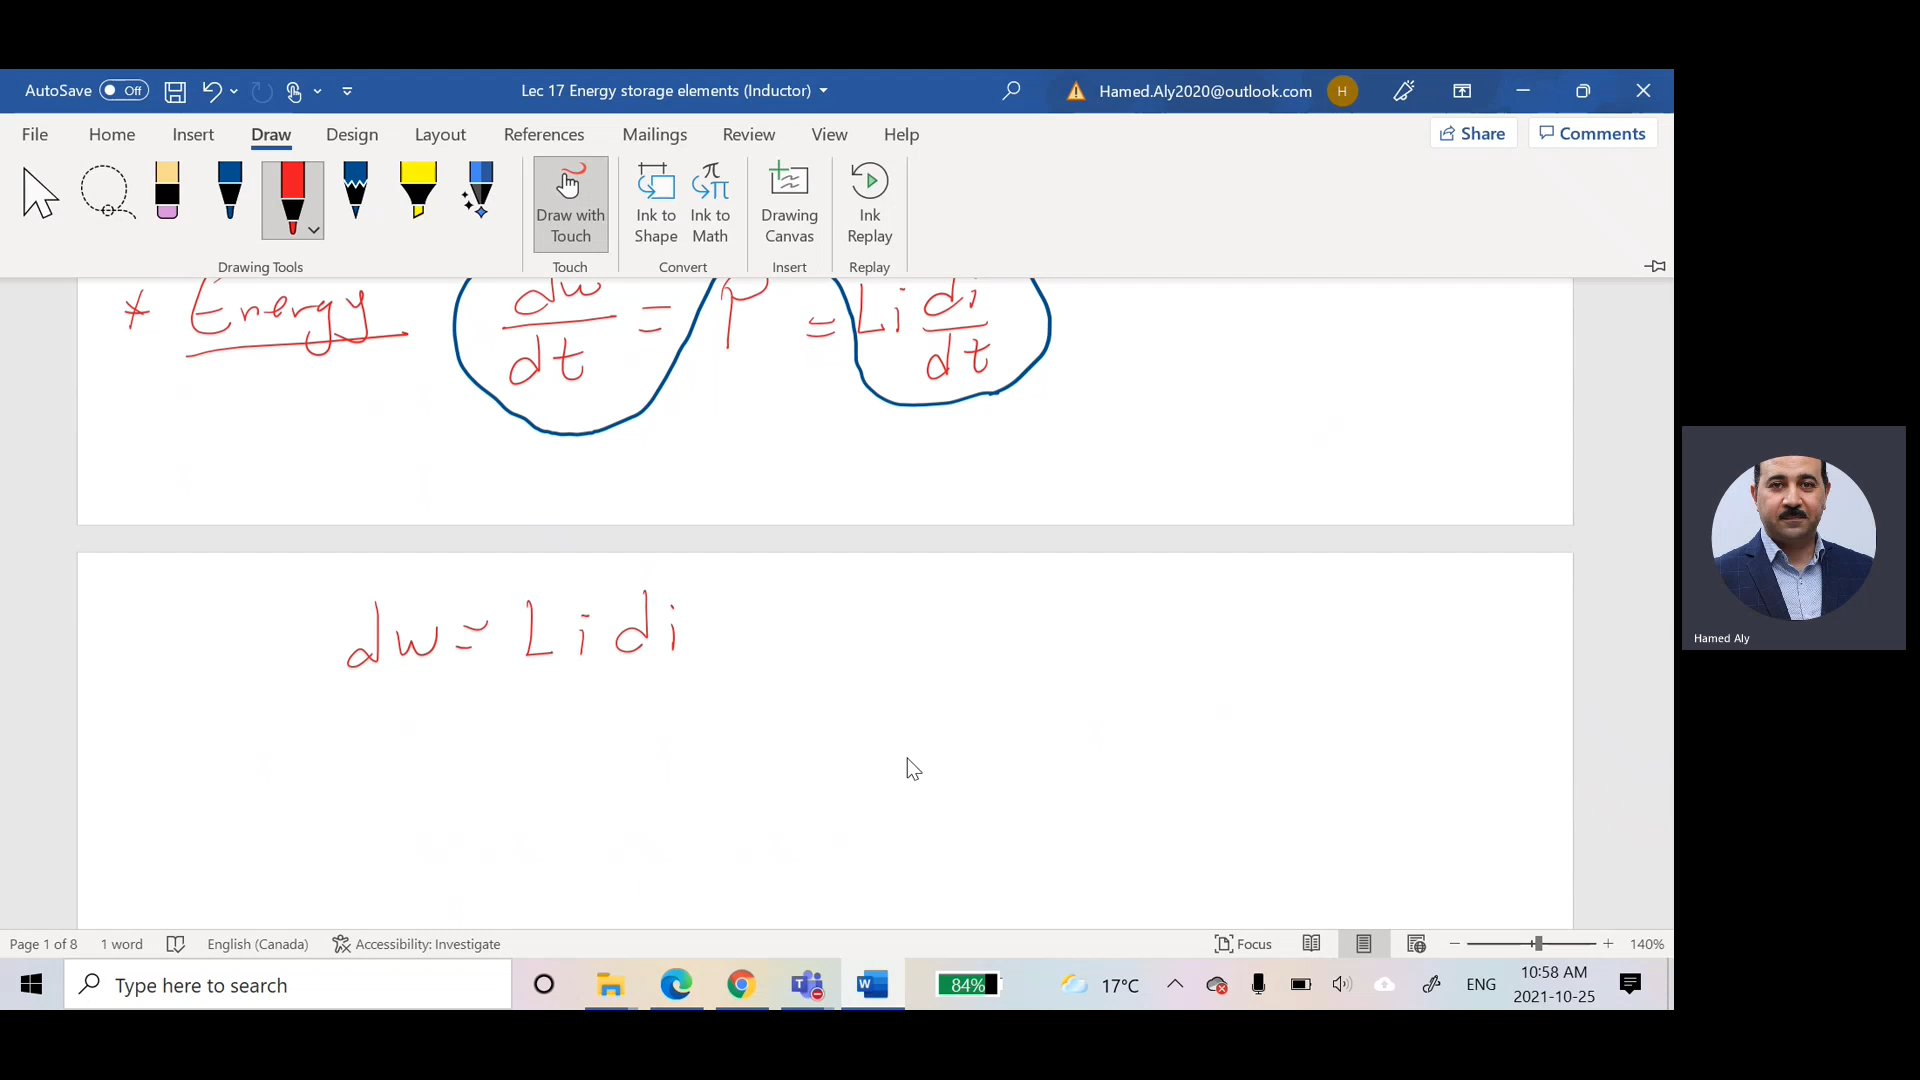 AutoSave Off Lec 17 Energy storage elements (Inductor) Hamed.Aly2020@outlook.com H
File Home Insert Draw Design Layout References Mailings Review View Help Share Comments
Draw with Touch
Ink to Shape
Ink to Math
Drawing Canvas
Ink Replay
Drawing Tools Touch Convert Insert Replay
* Energy dw/dt = P = Li di/dt
dw = L i di
Hamed Aly
Page 1 of 8 1 word English (Canada) Accessibility: Investigate Focus 140%
Type here to search 84% 17°C ENG 10:58 AM
2021-10-25